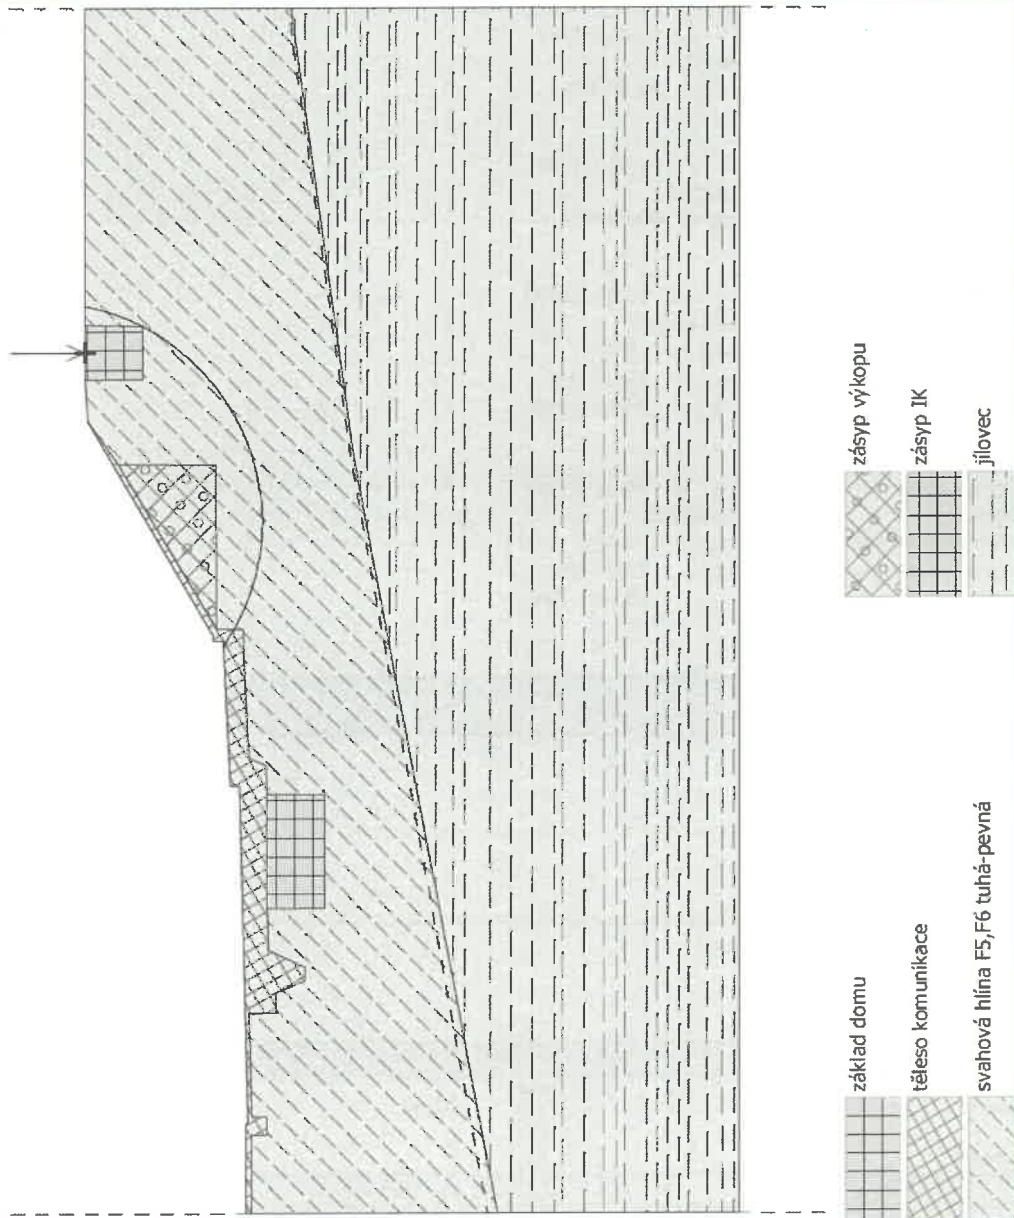 základ domu
těleso komunikace
svahová hlína F5,F6 tuhá-pevná
zásyp výkopu
zásyp IK
jílovec